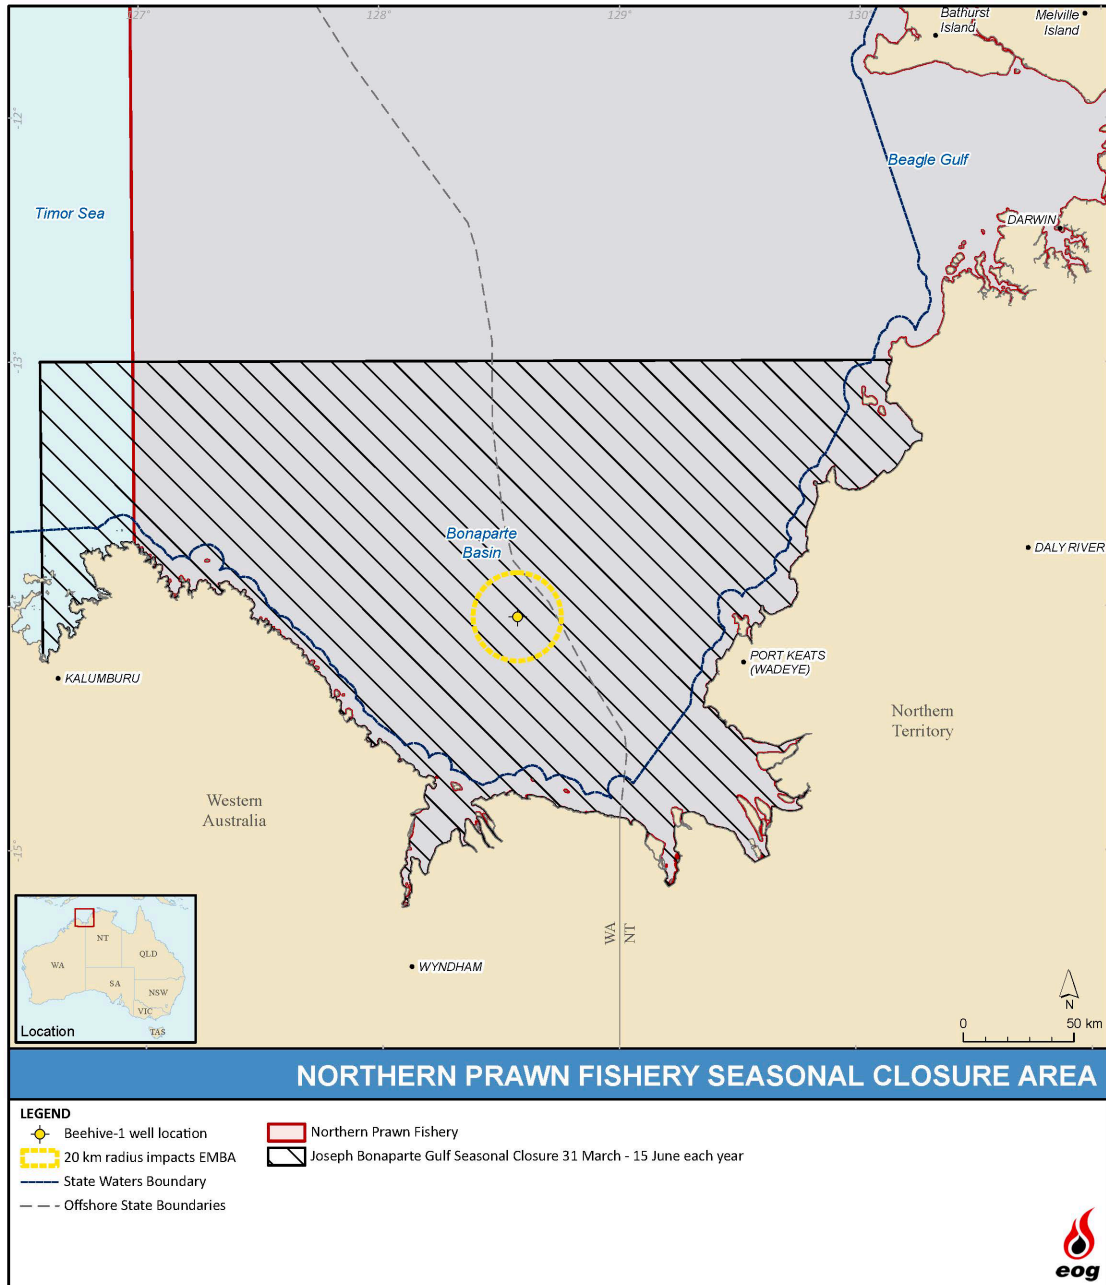 127°
128°
129°
130°
Bathurst
Island
Melville
Island
-12°
Beagle Gulf
Timor Sea
DARWIN
-13°
Bonaparte
Basin
DALY RIVER
PORT KEATS
(WADEYE)
KALUMBURU
Northern
Territory
Western
Australia
-15°
WA
NT
WYNDHAM
NT
WA
QLD
SA
NSW
VIC
TAS
Location
N
0
50 km
NORTHERN PRAWN FISHERY SEASONAL CLOSURE AREA
LEGEND
Beehive-1 well location
20 km radius impacts EMBA
State Waters Boundary
Offshore State Boundaries
Northern Prawn Fishery
Joseph Bonaparte Gulf Seasonal Closure 31 March - 15 June each year
eog